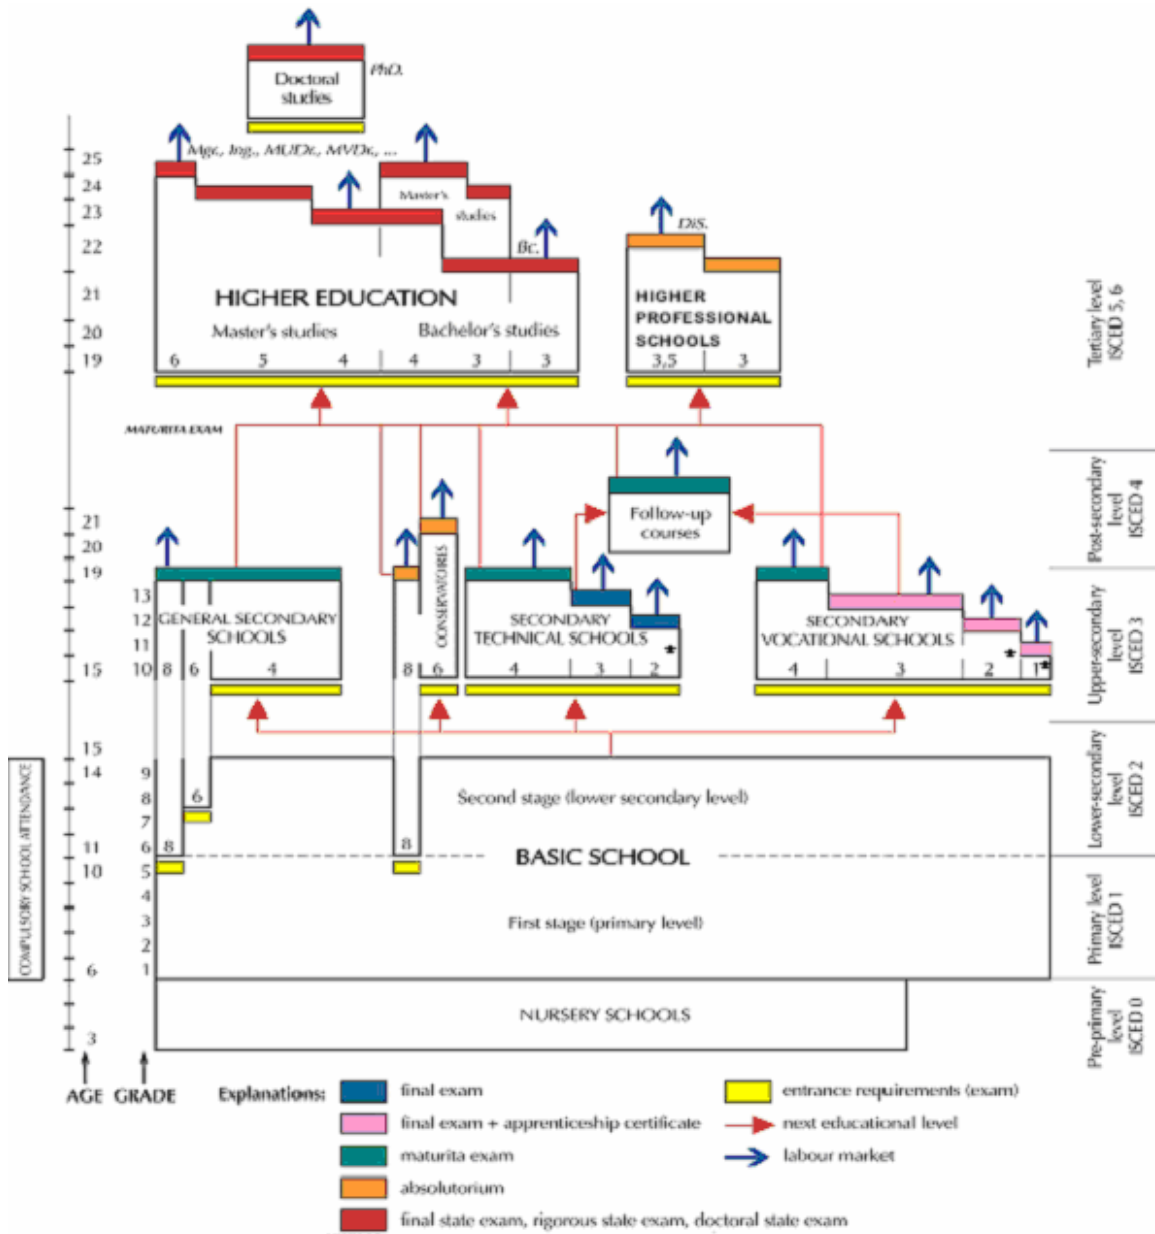 Doctoral
studies
PhD.
Mgr., Ing., MUDr., MVDr., ...
25
24
23
22
21
20
19
Master's
studies
Bc.
HIGHER EDUCATION
Master's studies
Bachelor's studies
6
5
4
4
3
3
DiS.
HIGHER
PROFESSIONAL
SCHOOLS
3,5
3
Tertiary level
ISCED 5, 6
MATURITA EXAM
Follow-up
courses
Post-secondary
level
ISCED 4
21
20
19
15
13
12
11
10
GENERAL SECONDARY
SCHOOLS
8
6
4
8
CONSERVATOIRES
6
SECONDARY
TECHNICAL SCHOOLS
4
3
2
*
SECONDARY
VOCATIONAL SCHOOLS
4
3
2
*
1
*
Upper-secondary
level
ISCED 3
COMPULSORY SCHOOL ATTENDANCE
15
14
11
10
6
3
9
8
7
6
5
4
3
2
1
6
8
8
Second stage (lower secondary level)
BASIC SCHOOL
First stage (primary level)
Lower-secondary
level
ISCED 2
Primary level
ISCED 1
NURSERY SCHOOLS
Pre-primary
level
ISCED 0
AGE
GRADE
Explanations:
final exam
final exam + apprenticeship certificate
maturita exam
absolutorium
final state exam, rigorous state exam, doctoral state exam
entrance requirements (exam)
next educational level
labour market